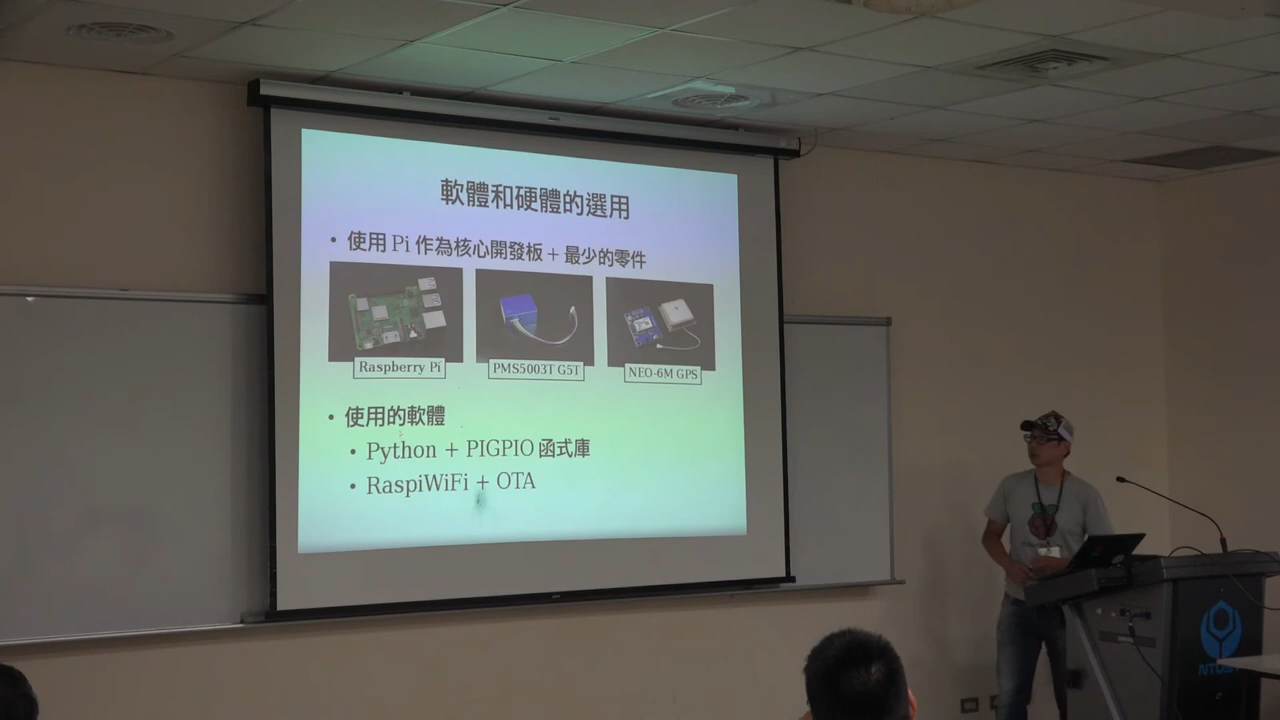 軟體和硬體的選用
• 使用 Pi 作為核心開發板 + 最少的零件
Raspberry Pi
PMS5003T G5T
NEO-6M GPS
• 使用的軟體
• Python + PIGPIO 函式庫
• RaspiWiFi + OTA